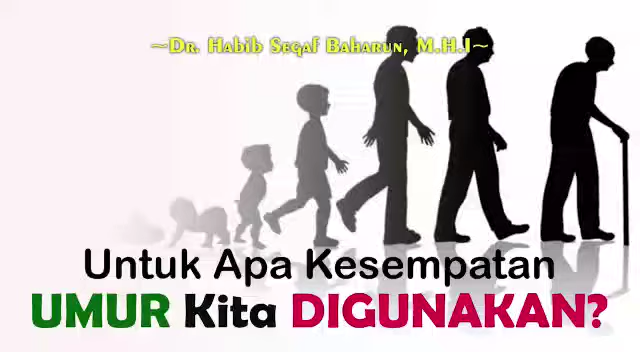 ~Dr. Habib Segaf Baharun, M.H.I~
Untuk Apa Kesempatan
UMUR Kita DIGUNAKAN?